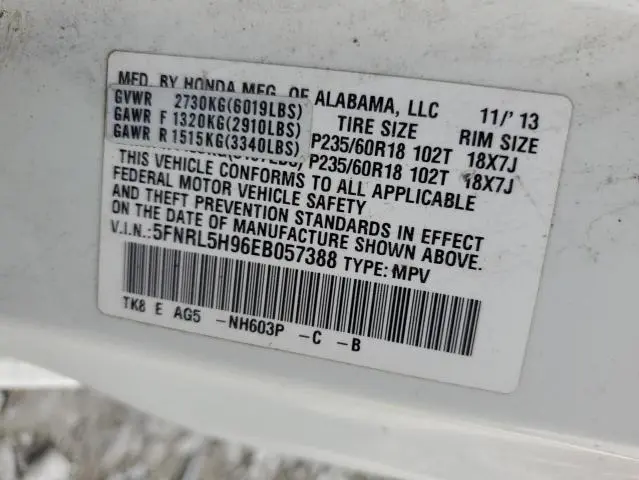 MFD. BY HONDA MFG. OF ALABAMA, LLC 11/'13
GVWR 2730KG(6019LBS) TIRE SIZE RIM SIZE
GAWR F 1320KG(2910LBS) P235/60R18 102T 18X7J
GAWR R 1515KG(3340LBS) P235/60R18 102T 18X7J
THIS VEHICLE CONFORMS TO ALL APPLICABLE
FEDERAL MOTOR VEHICLE SAFETY
AND THEFT PREVENTION STANDARDS IN EFFECT
ON THE DATE OF MANUFACTURE SHOWN ABOVE.
V.I.N.:5FNRL5H96EB057388 TYPE: MPV
TK8 E AG5 -NH603P -C -B